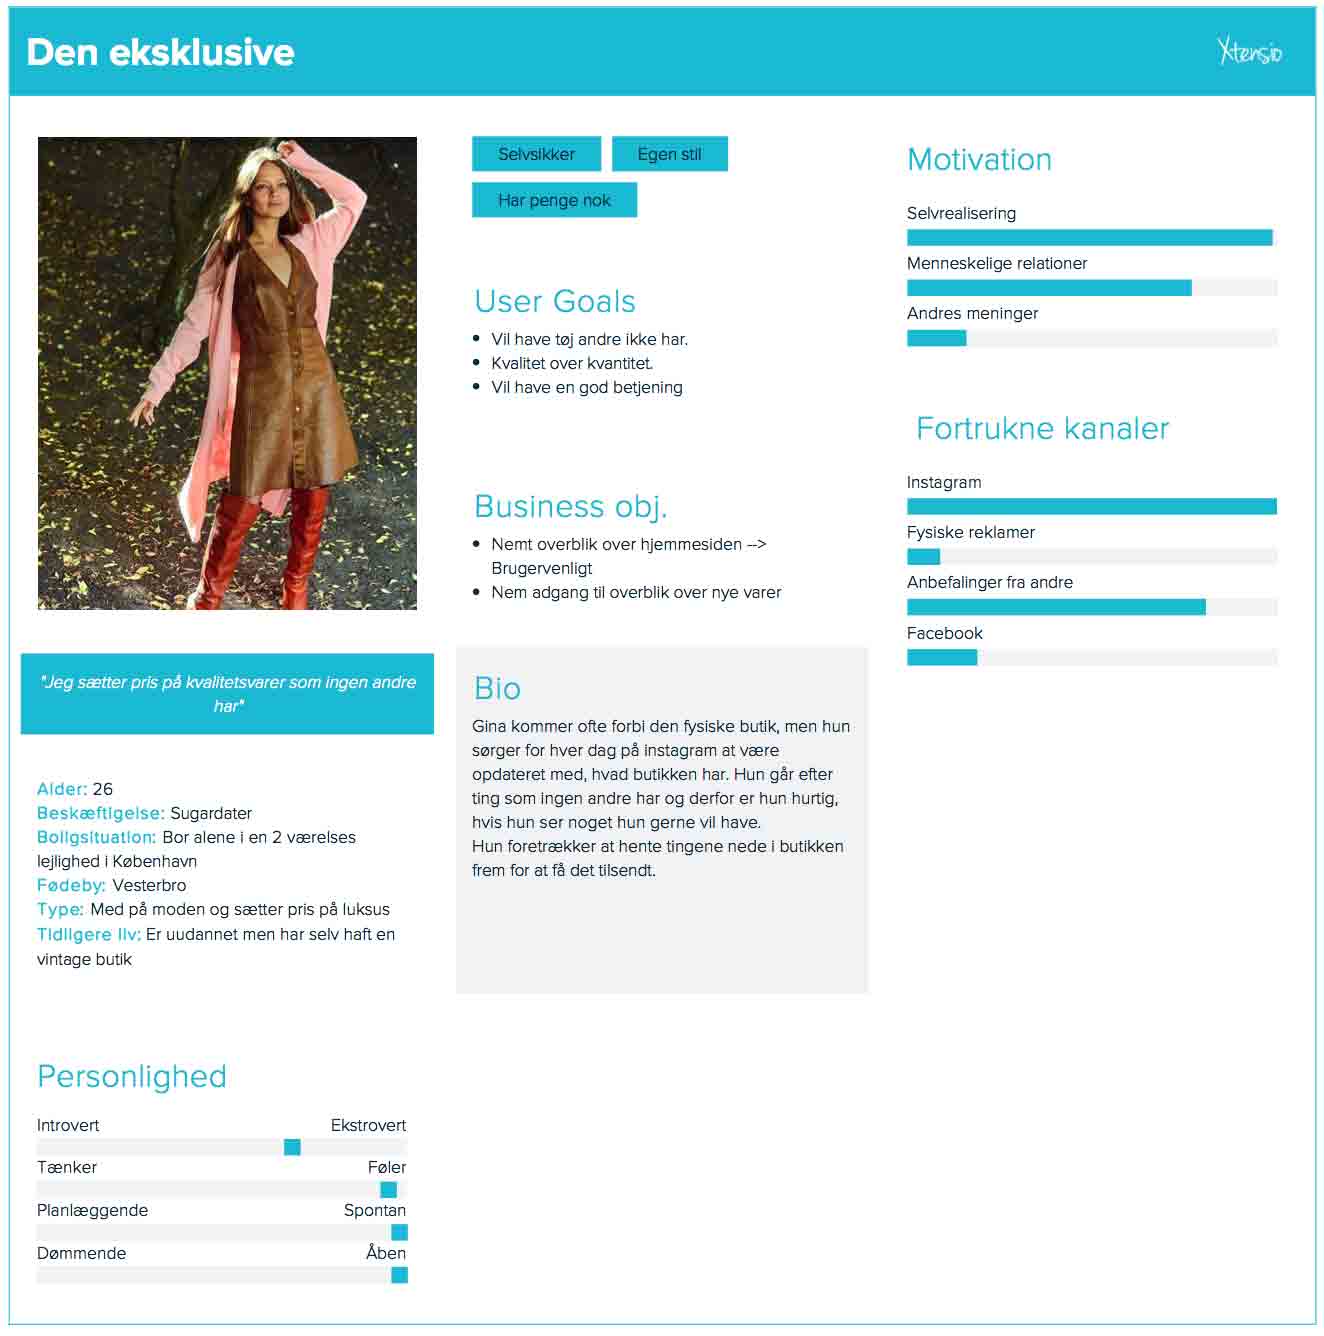 Den eksklusive
Xtensio
"Jeg sætter pris på kvalitetsvarer som ingen andre
har"
Alder: 26
Beskæftigelse: Sugardater
Boligsituation: Bor alene i en 2 værelses
lejlighed i København
Fødeby: Vesterbro
Type: Med på moden og sætter pris på luksus
Tidligere liv: Er uudannet men har selv haft en
vintage butik
Personlighed
Introvert Ekstrovert
Tænker Føler
Planlæggende Spontan
Dømmende Åben
Selvsikker Egen stil
Har penge nok
User Goals
• Vil have tøj andre ikke har.
• Kvalitet over kvantitet.
• Vil have en god betjening
Business obj.
• Nemt overblik over hjemmesiden -->
Brugervenligt
• Nem adgang til overblik over nye varer
Bio
Gina kommer ofte forbi den fysiske butik, men hun
sørger for hver dag på instagram at være
opdateret med, hvad butikken har. Hun går efter
ting som ingen andre har og derfor er hun hurtig,
hvis hun ser noget hun gerne vil have.
Hun foretrækker at hente tingene nede i butikken
frem for at få det tilsendt.
Motivation
Selvrealisering
Menneskelige relationer
Andres meninger
Fortrukne kanaler
Instagram
Fysiske reklamer
Anbefalinger fra andre
Facebook